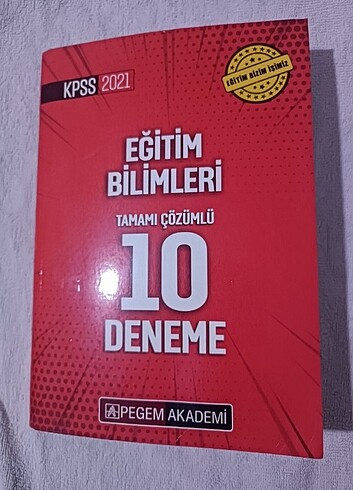 KPSS 2021
EĞİTİM BİZİM İŞİMİZ
EĞİTİM
BİLİMLERİ
TAMAMI ÇÖZÜMLÜ
10
DENEME
PEGEM AKADEMİ